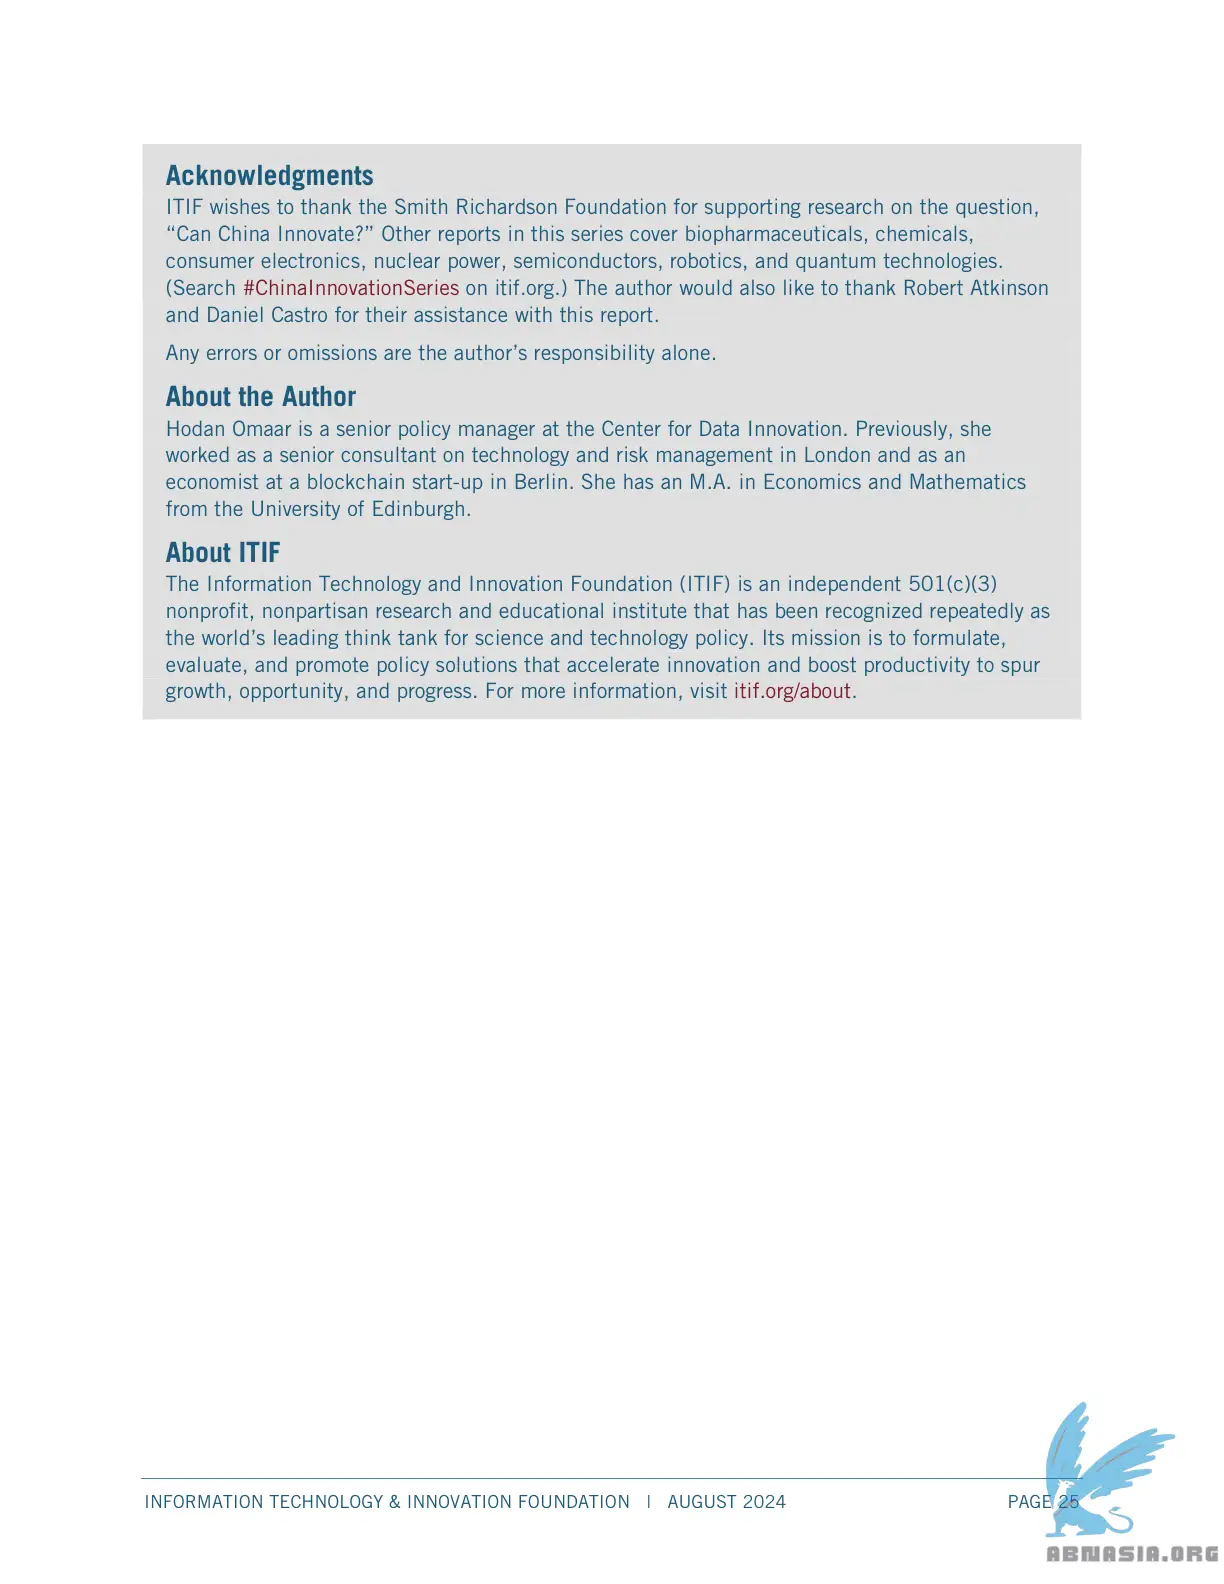 Acknowledgments
ITIF wishes to thank the Smith Richardson Foundation for supporting research on the question,
“Can China Innovate?” Other reports in this series cover biopharmaceuticals, chemicals,
consumer electronics, nuclear power, semiconductors, robotics, and quantum technologies.
(Search #ChinaInnovationSeries on itif.org.) The author would also like to thank Robert Atkinson
and Daniel Castro for their assistance with this report.
Any errors or omissions are the author’s responsibility alone.
About the Author
Hodan Omaar is a senior policy manager at the Center for Data Innovation. Previously, she
worked as a senior consultant on technology and risk management in London and as an
economist at a blockchain start-up in Berlin. She has an M.A. in Economics and Mathematics
from the University of Edinburgh.
About ITIF
The Information Technology and Innovation Foundation (ITIF) is an independent 501(c)(3)
nonprofit, nonpartisan research and educational institute that has been recognized repeatedly as
the world’s leading think tank for science and technology policy. Its mission is to formulate,
evaluate, and promote policy solutions that accelerate innovation and boost productivity to spur
growth, opportunity, and progress. For more information, visit itif.org/about.
INFORMATION TECHNOLOGY & INNOVATION FOUNDATION | AUGUST 2024 PAGE 25
ABNASIA.ORG